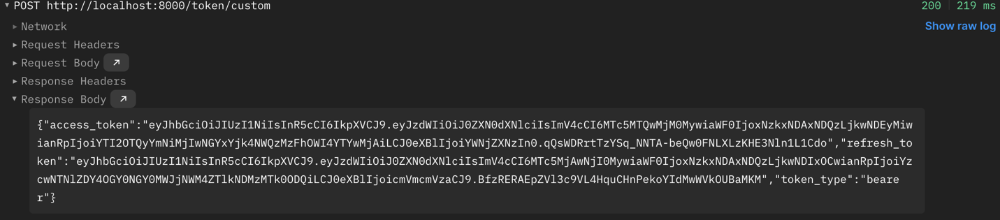 POST http://localhost:8000/token/custom 200 219 ms
Network Show raw log
Request Headers
Request Body
Response Headers
Response Body
{"access_token":"eyJhbGciOiJIUzI1NiIsInR5cCI6IkpXVCJ9.eyJzdWIiOiJ0ZXN0dXNlciIsImV4cCI6MTc5MTQwMjM0MywiaWF0IjoxNzkxNDAxNDQzLjkwNDEyMiw
ianRpIjoiYTI2OTQyYmNiMjIwNGYxYjk4NWQzMzFhOWI4YTYwMjAiLCJ0eXBlIjoiYWNjZXNzIn0.qQsWDRrtTzYSq_NNTA-beQw0FNLXLzKHE3Nln1L1Cdo","refresh_to
ken":"eyJhbGciOiJIUzI1NiIsInR5cCI6IkpXVCJ9.eyJzdWIiOiJ0ZXN0dXNlciIsImV4cCI6MTc5MjAwNjI0MywiaWF0IjoxNzkxNDAxNDQzLjkwNDIxOCwianRpIjoiYz
cwNTNlZDY4OGY0NGY0MWJjNWM4ZTlkNDMzMTk0ODQiLCJ0eXBlIjoicmVmcmVzaCJ9.BfzRERAEpZVl3c9VL4HquCHnPekoYIdMwWVkOUBaMKM","token_type":"beare
r"}